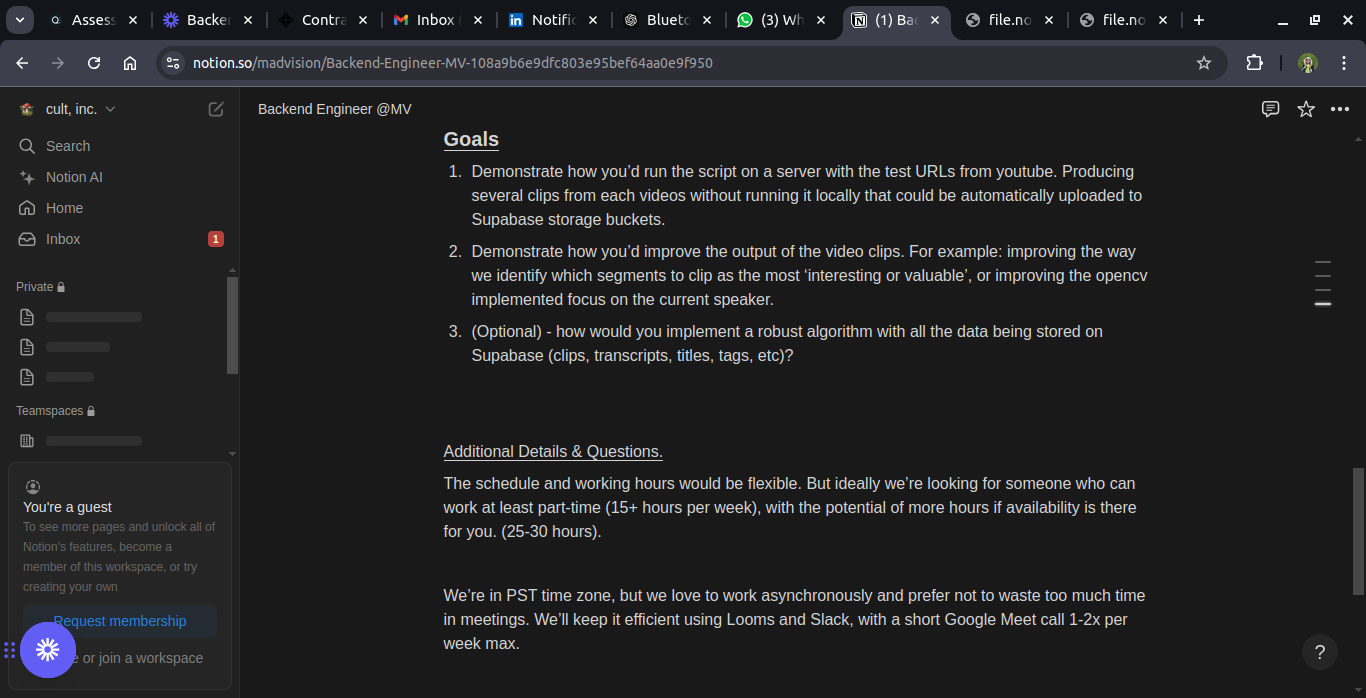 Assess
Backer
Contra
Inbox
Notific
Blueto
(3) Wh
(1) Bac
file.no
file.no
notion.so/madvision/Backend-Engineer-MV-108a9b6e9dfc803e95bef64aa0e9f950
cult, inc.
Backend Engineer @MV
Search
Notion AI
Home
Inbox 1
Private
Teamspaces
You're a guest
To see more pages and unlock all of
Notion's features, become a
member of this workspace, or try
creating your own
Request membership
or join a workspace
Goals
1. Demonstrate how you’d run the script on a server with the test URLs from youtube. Producing
several clips from each videos without running it locally that could be automatically uploaded to
Supabase storage buckets.
2. Demonstrate how you’d improve the output of the video clips. For example: improving the way
we identify which segments to clip as the most ‘interesting or valuable’, or improving the opencv
implemented focus on the current speaker.
3. (Optional) - how would you implement a robust algorithm with all the data being stored on
Supabase (clips, transcripts, titles, tags, etc)?
Additional Details & Questions.
The schedule and working hours would be flexible. But ideally we’re looking for someone who can
work at least part-time (15+ hours per week), with the potential of more hours if availability is there
for you. (25-30 hours).
We’re in PST time zone, but we love to work asynchronously and prefer not to waste too much time
in meetings. We’ll keep it efficient using Looms and Slack, with a short Google Meet call 1-2x per
week max.
?